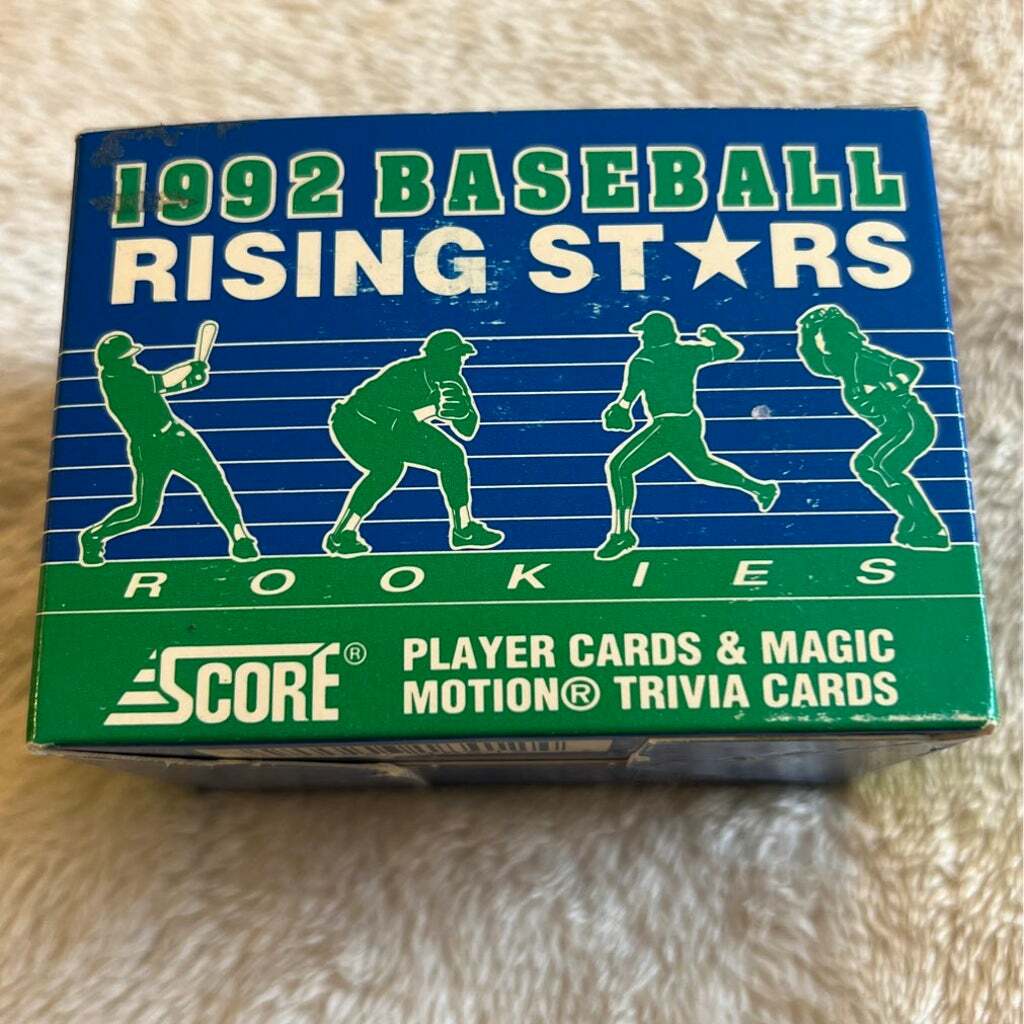 1992 BASEBALL
RISING ST★RS
ROOKIES
SCORE®
PLAYER CARDS & MAGIC
MOTION® TRIVIA CARDS